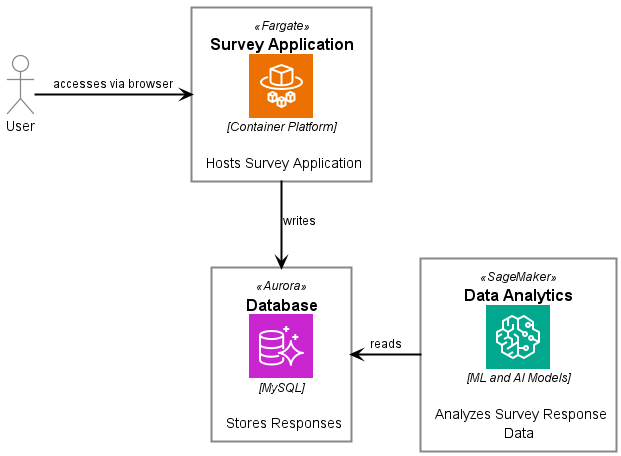 «Fargate»
Survey Application
[Container Platform]
Hosts Survey Application
accesses via browser
User
writes
«Aurora»
Database
[MySQL]
Stores Responses
reads
«SageMaker»
Data Analytics
[ML and AI Models]
Analyzes Survey Response
Data